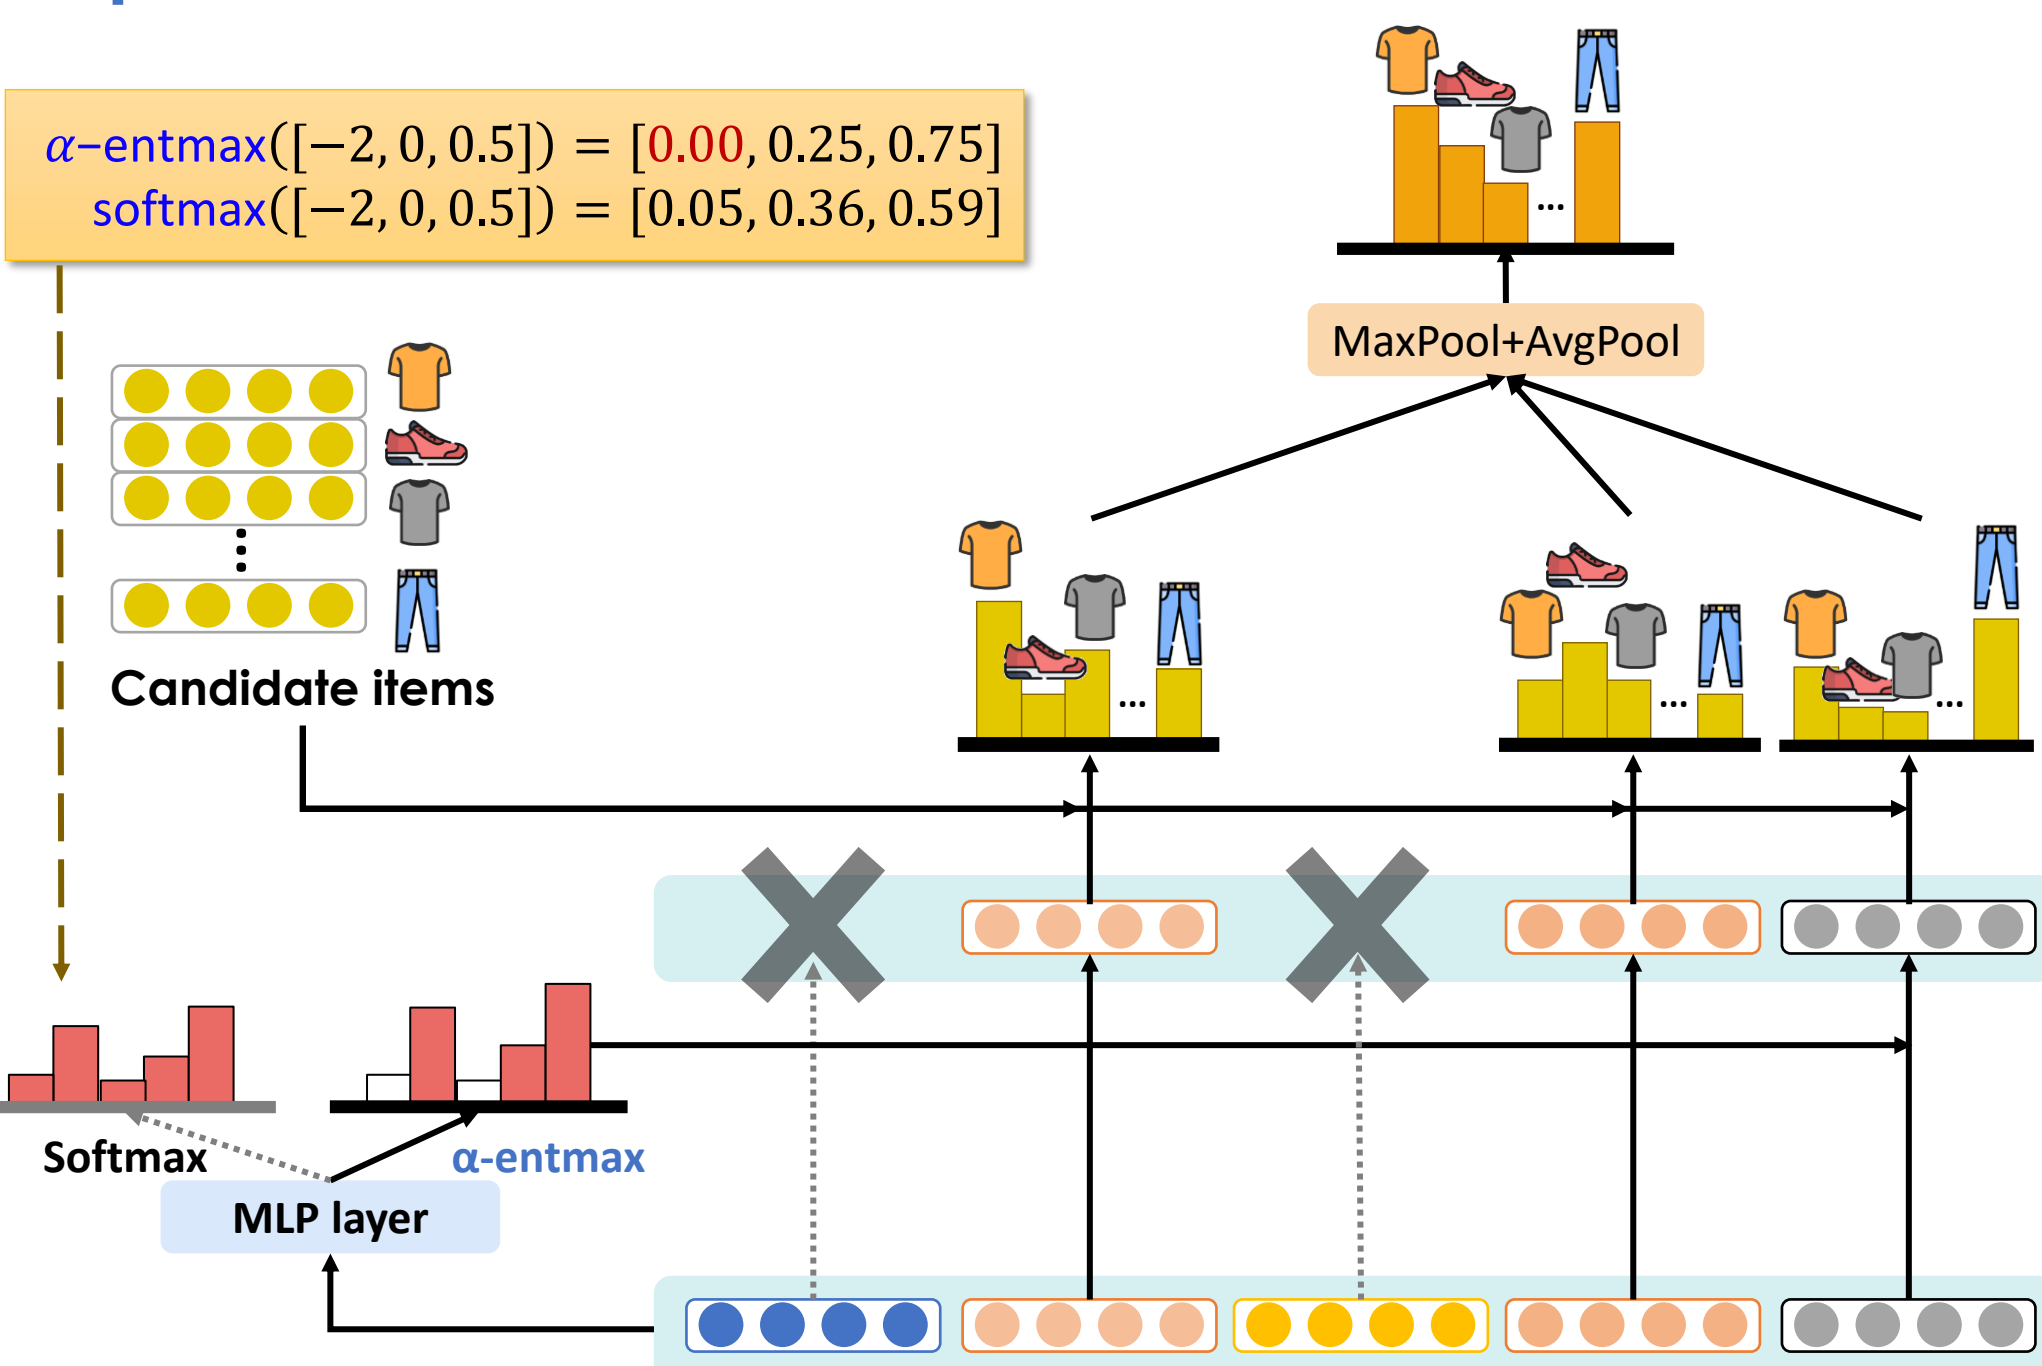 α−entmax([−2, 0, 0.5]) = [0.00, 0.25, 0.75]
softmax([−2, 0, 0.5]) = [0.05, 0.36, 0.59]
...
MaxPool+AvgPool
...
Candidate items
...
...
...
Softmax
α-entmax
MLP layer